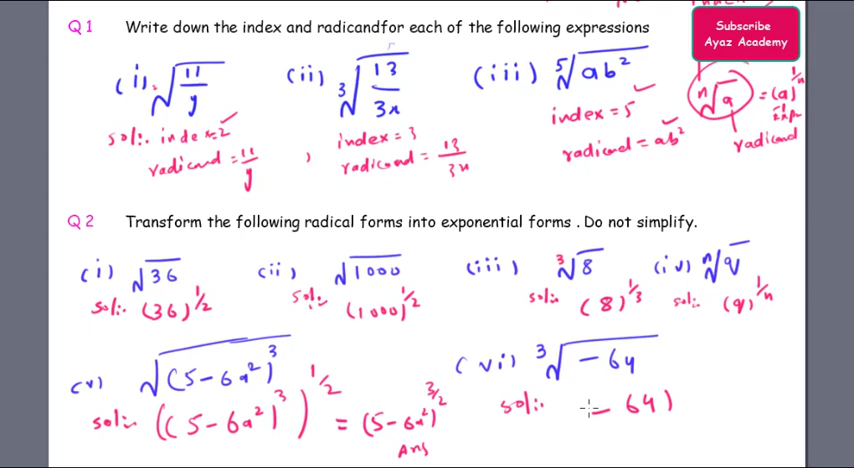 Q 1 Write down the index and radicandfor each of the following expressions
Subscribe
Ayaz Academy
(i) ²√(11/y) (ii) ³√(13/3x) (iii) ⁵√(ab²)
ⁿ√a = (a)^(1/n)
radicand
sol:. index=2 index = 3 index = 5
radicand = 11/y , radicand = 13/3x radicand = ab²
Q 2 Transform the following radical forms into exponential forms . Do not simplify.
(i) √36 (ii) √1000 (iii) ³√8 (iv) ⁿ√q
sol:. (36)^(1/2) sol:. (1000)^(1/2) sol:. (8)^(1/3) sol:. (q)^(1/n)
(v) √((5-6a²)³) (vi) ³√(-64)
sol:. ((5-6a²)³)^(1/2) = (5-6a²)^(3/2) sol:. - 64)
Ans